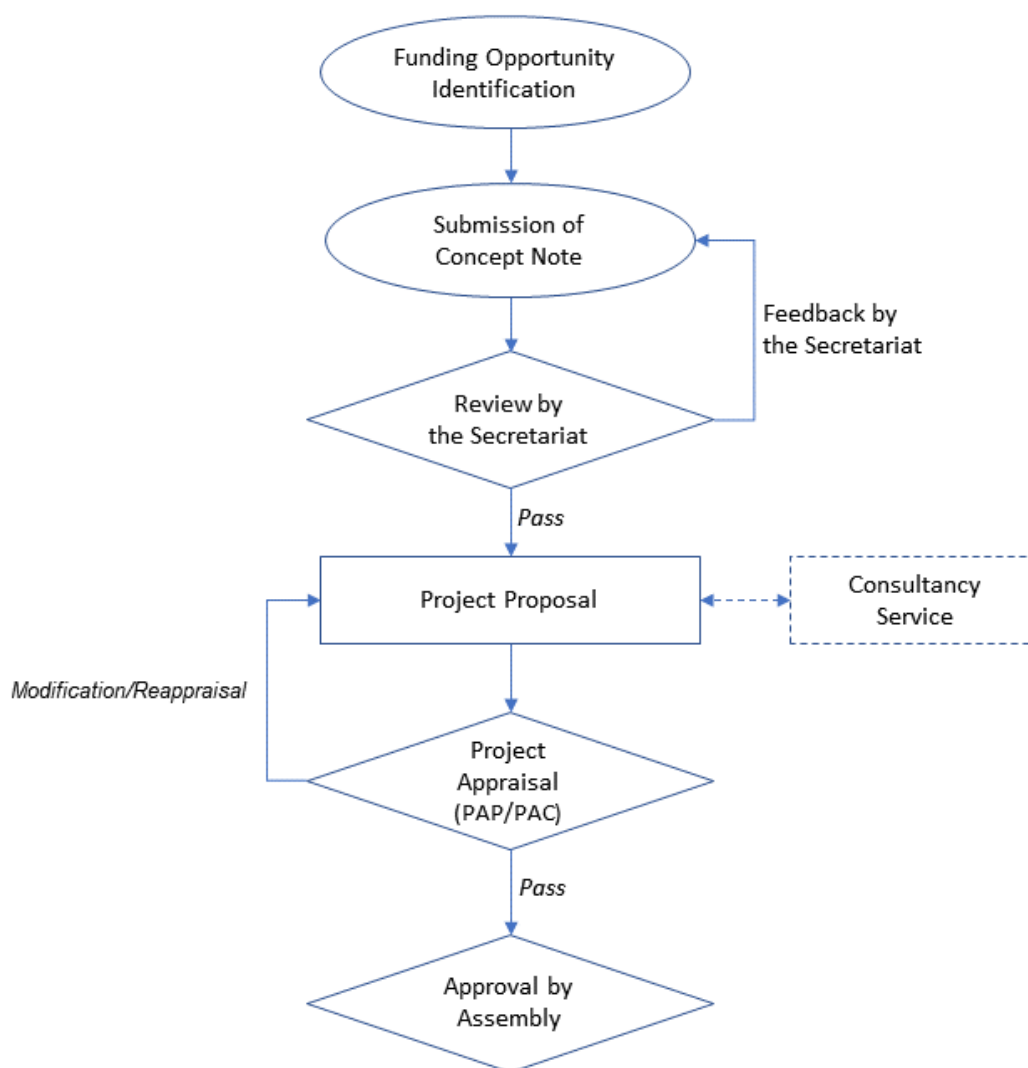 Funding Opportunity
Identification
Submission of
Concept Note
Feedback by
the Secretariat
Review by
the Secretariat
Pass
Project Proposal
Consultancy
Service
Modification/Reappraisal
Project
Appraisal
(PAP/PAC)
Pass
Approval by
Assembly